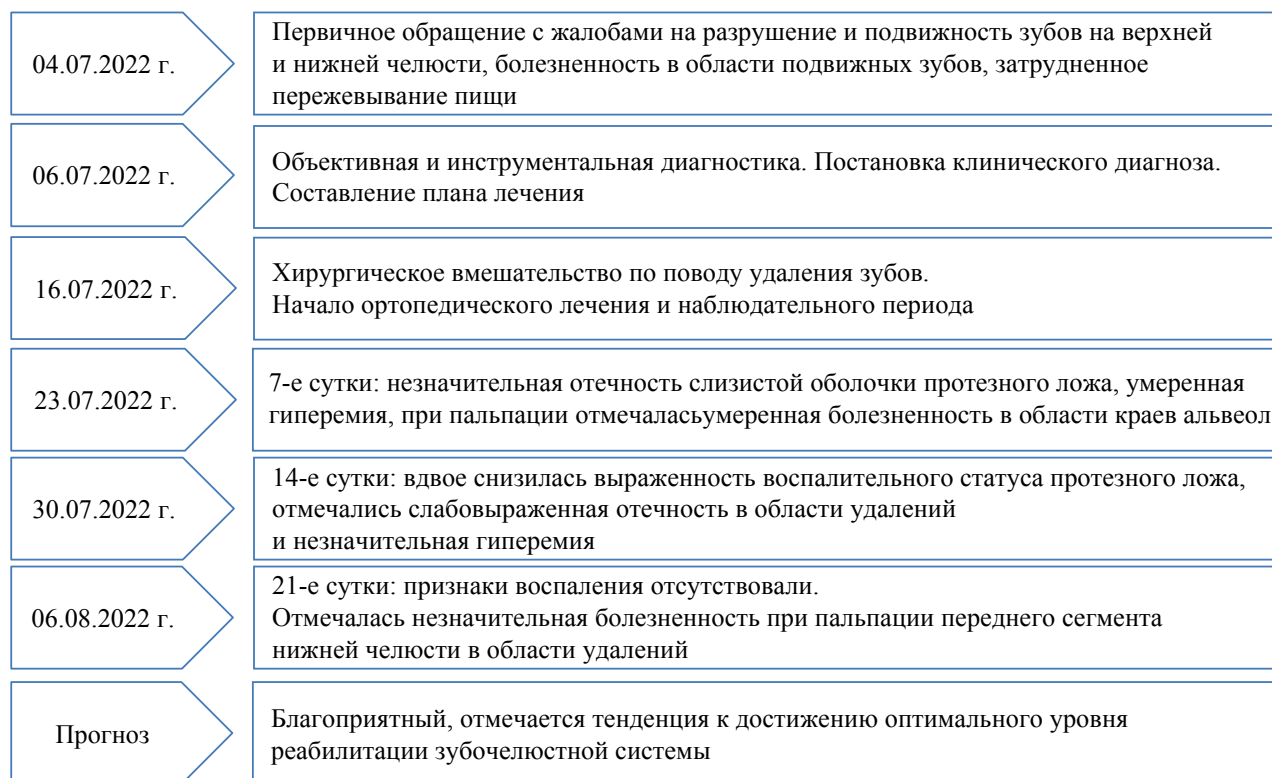 04.07.2022 г.
Первичное обращение с жалобами на разрушение и подвижность зубов на верхней
и нижней челюсти, болезненность в области подвижных зубов, затрудненное
пережевывание пищи
06.07.2022 г.
Объективная и инструментальная диагностика. Постановка клинического диагноза.
Составление плана лечения
16.07.2022 г.
Хирургическое вмешательство по поводу удаления зубов.
Начало ортопедического лечения и наблюдательного периода
23.07.2022 г.
7-е сутки: незначительная отечность слизистой оболочки протезного ложа, умеренная
гиперемия, при пальпации отмечаласьумеренная болезненность в области краев альвеол
30.07.2022 г.
14-е сутки: вдвое снизилась выраженность воспалительного статуса протезного ложа,
отмечались слабовыраженная отечность в области удалений
и незначительная гиперемия
06.08.2022 г.
21-е сутки: признаки воспаления отсутствовали.
Отмечалась незначительная болезненность при пальпации переднего сегмента
нижней челюсти в области удалений
Прогноз
Благоприятный, отмечается тенденция к достижению оптимального уровня
реабилитации зубочелюстной системы